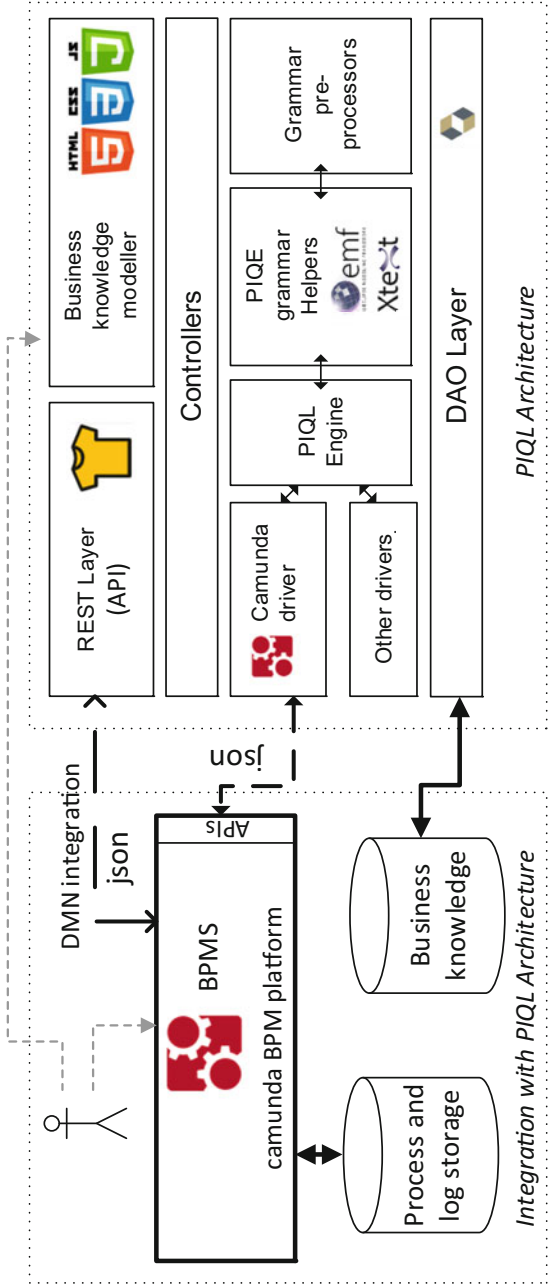 DMN integration
json
BPMS
camunda BPM platform
APIs
json
Process and
log storage
Business
knowledge
Integration with PIQL Architecture
REST Layer
(API)
Business
knowledge
modeller
HTML CSS JS
5 3
Controllers
Camunda
driver
Other drivers.
PIQL
Engine
PIQE
grammar
Helpers
emf
Xtext
Grammar
pre-
processors
DAO Layer
PIQL Architecture